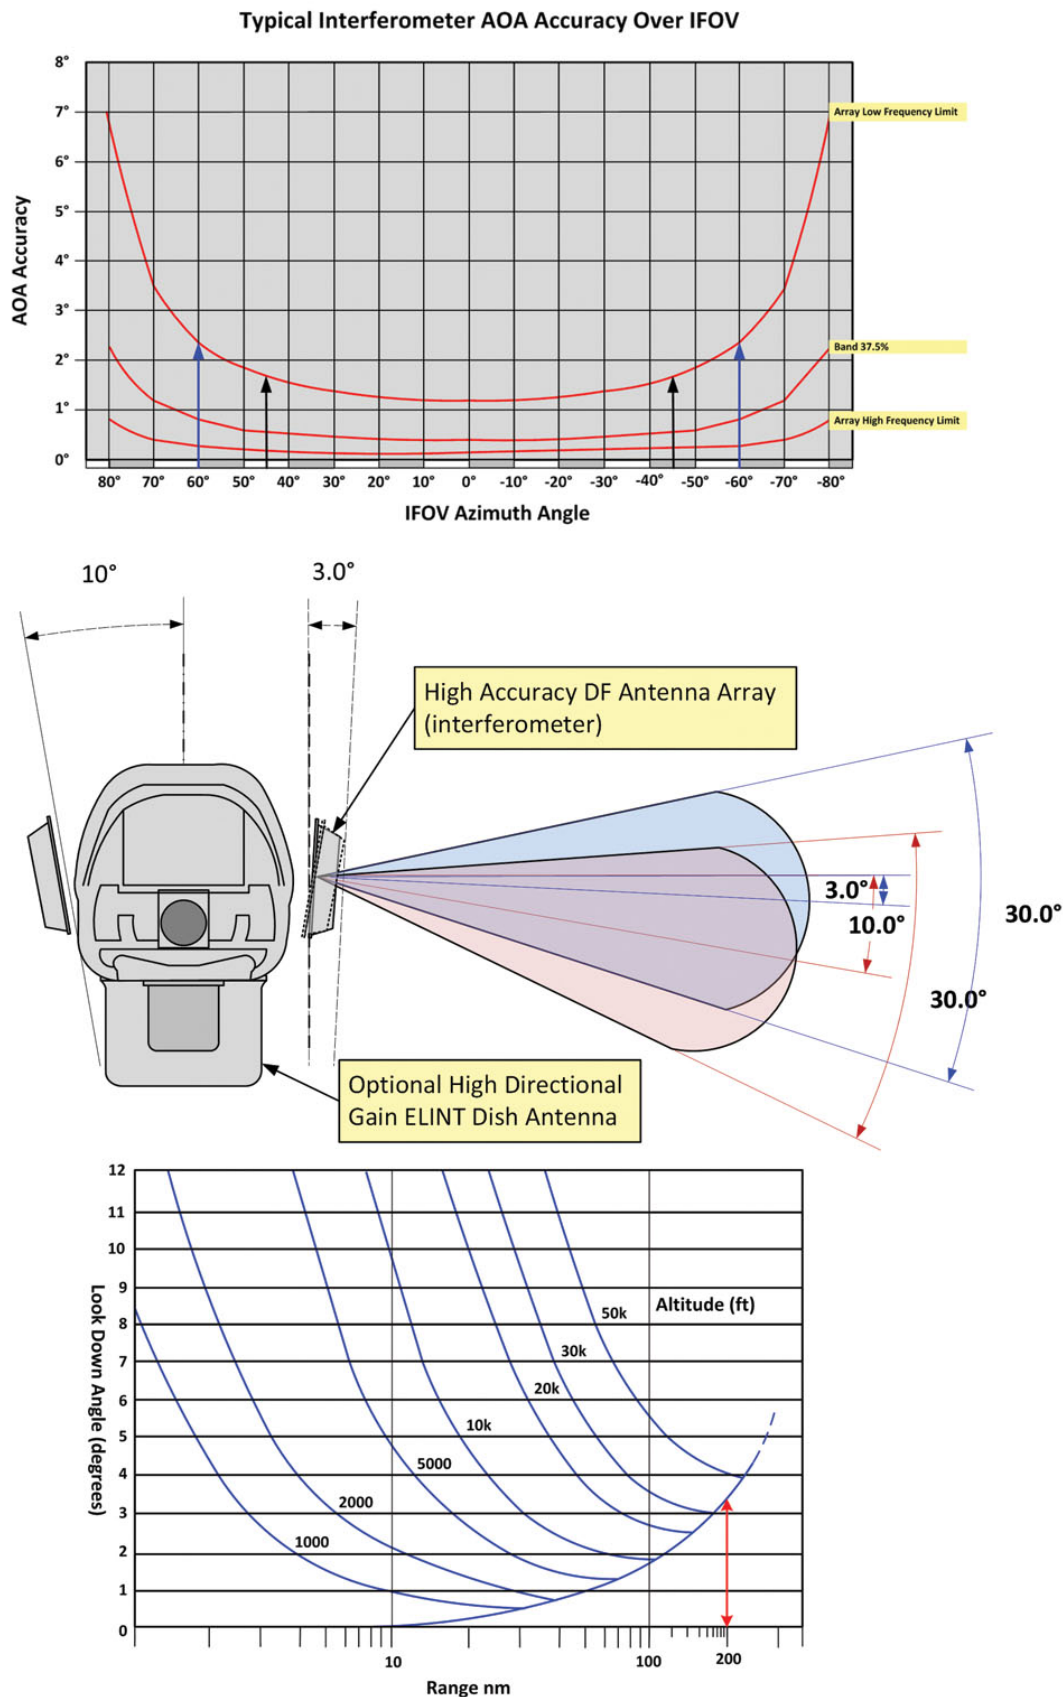 Typical Interferometer AOA Accuracy Over IFOV
8°
7°
6°
5°
4°
3°
2°
1°
0°
AOA Accuracy
Array Low Frequency Limit
Band 37.5%
Array High Frequency Limit
80° 70° 60° 50° 40° 30° 20° 10° 0° -10° -20° -30° -40° -50° -60° -70° -80°
IFOV Azimuth Angle
10°
3.0°
High Accuracy DF Antenna Array
(interferometer)
3.0°
10.0°
30.0°
30.0°
Optional High Directional
Gain ELINT Dish Antenna
12
11
10
9
8
7
6
5
4
3
2
1
0
Look Down Angle (degrees)
Altitude (ft)
50k
30k
20k
10k
5000
2000
1000
10 100 200
Range nm